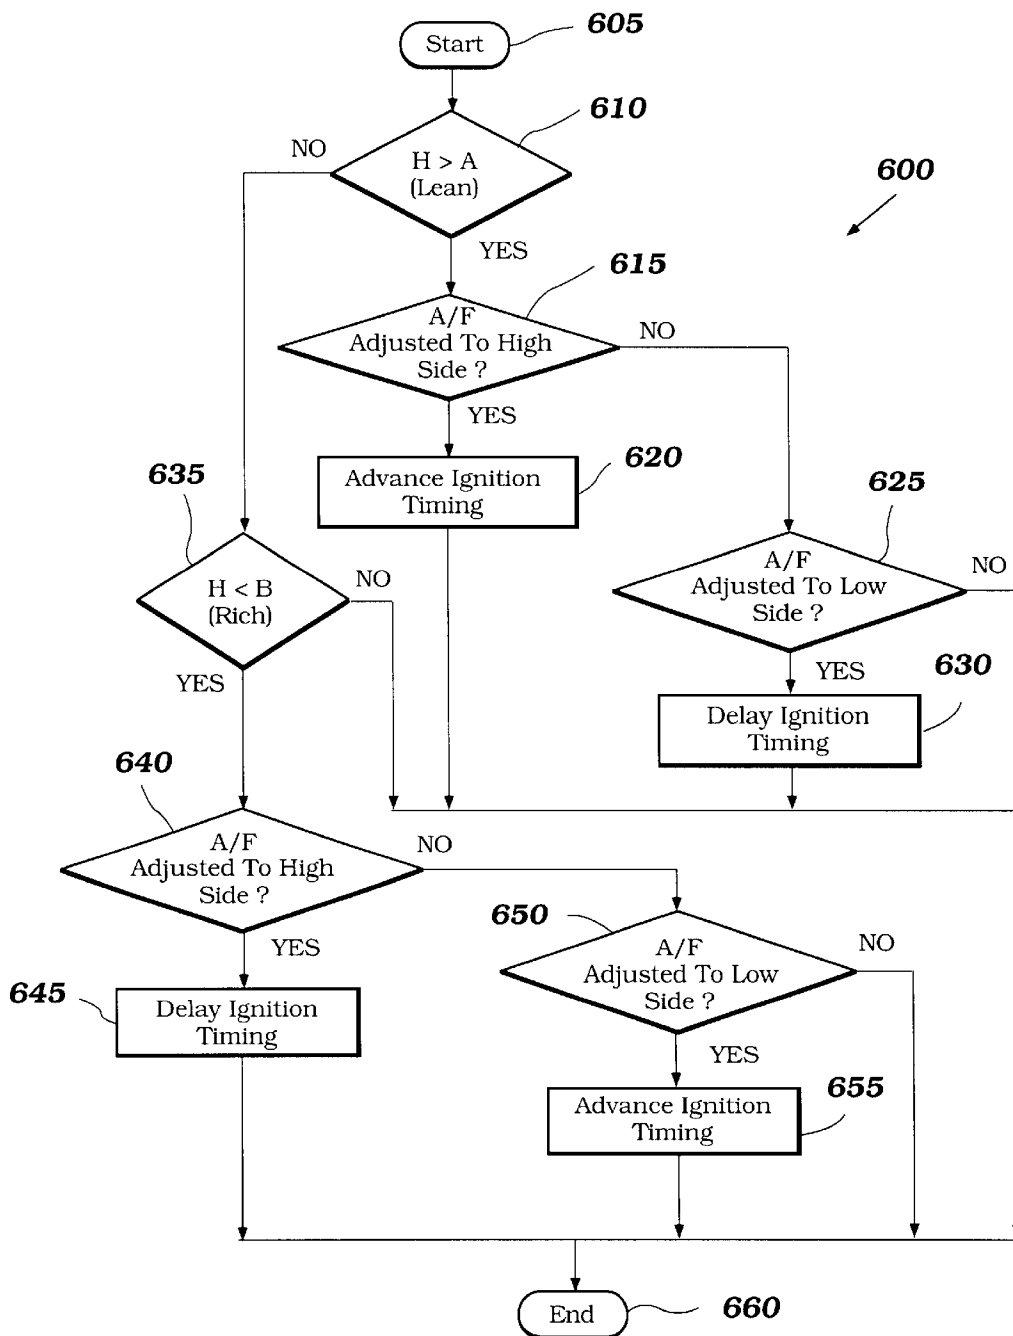 Start
605
610
H > A
(Lean)
NO
YES
600
615
A/F
Adjusted To High
Side ?
NO
YES
620
Advance Ignition
Timing
635
625
H < B
(Rich)
NO
YES
A/F
Adjusted To Low
Side ?
NO
YES
630
Delay Ignition
Timing
640
A/F
Adjusted To High
Side ?
NO
YES
650
A/F
Adjusted To Low
Side ?
NO
YES
645
Delay Ignition
Timing
655
Advance Ignition
Timing
End
660